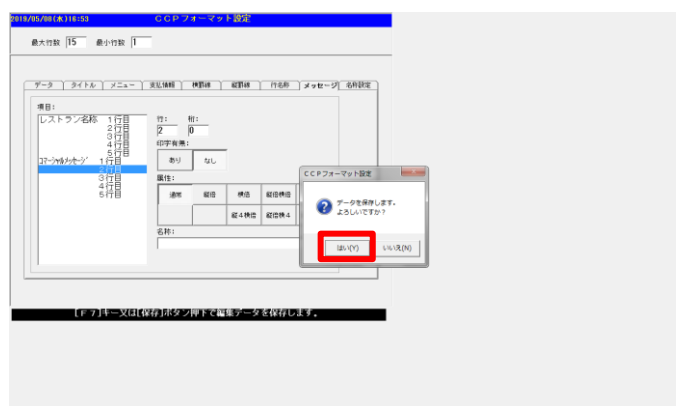 2019/05/08(水)16:53 CCPフォーマット設定
最大行数 15 最小行数 1
データ タイトル メニュー 支払情報 横罫線 縦罫線 行名称 メッセージ 名称設定
項目:
レストラン名称 1行目
2行目
3行目
4行目
5行目
コマーシャルメッセージ 1行目
2行目
3行目
4行目
5行目
行: 桁:
2 0
印字有無:
あり なし
属性:
通常 縦倍 横倍 縦倍横倍
縦4横倍 縦倍横4
名称:
CCPフォーマット設定
データを保存します。
よろしいですか?
はい(Y) いいえ(N)
[F7]キー又は[保存]ボタン押下で編集データを保存します.